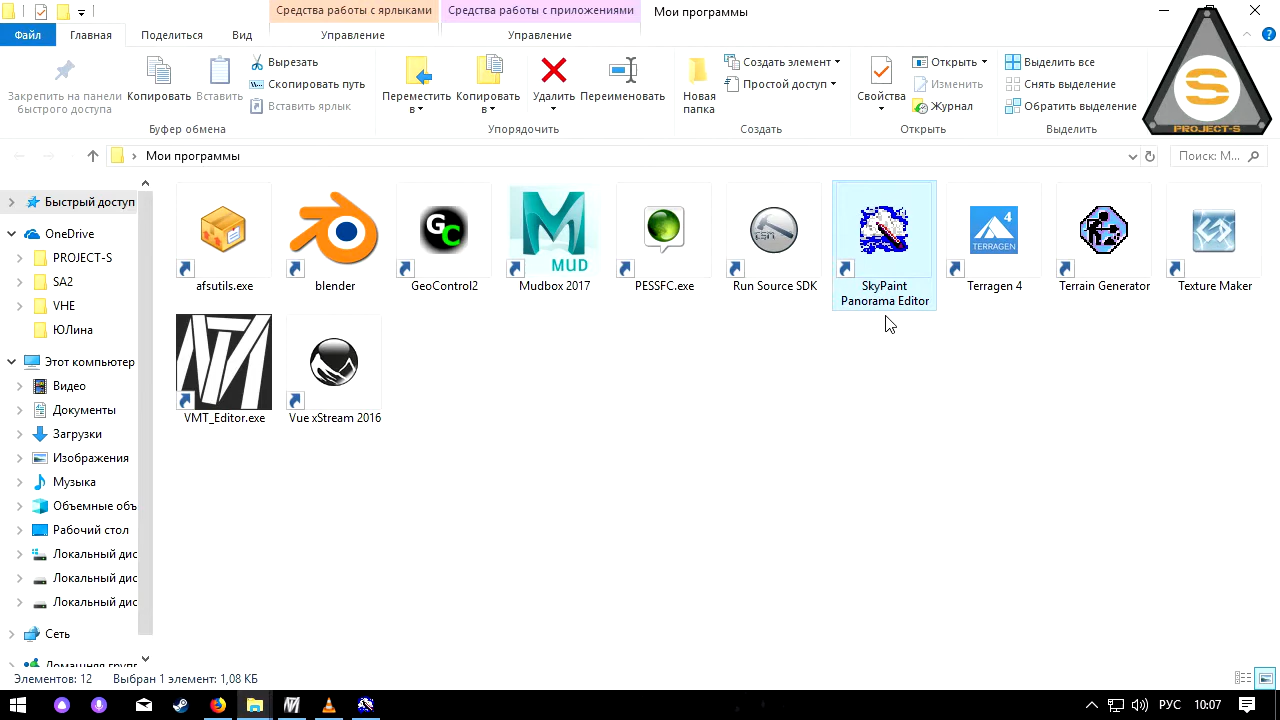 Средства работы с ярлыками
Средства работы с приложениями
Мои программы
Файл
Главная
Поделиться
Вид
Управление
Управление
Закрепить на панели
быстрого доступа
Копировать
Вставить
Вырезать
Скопировать путь
Вставить ярлык
Буфер обмена
Переместить
в
Копировать
в
Удалить
Переименовать
Упорядочить
Новая
папка
Создать элемент
Простой доступ
Создать
Свойства
Открыть
Изменить
Журнал
Открыть
Выделить все
Снять выделение
Обратить выделение
Выделить
S
PROJECT-S
Мои программы
Поиск: М...
Быстрый доступ
OneDrive
PROJECT-S
SA2
VHE
ЮЛина
Этот компьютер
Видео
Документы
Загрузки
Изображения
Музыка
Объемные объ
Рабочий стол
Локальный дис
Локальный дис
Локальный дис
Сеть
Домашняя групп
afsutils.exe
blender
GC
GeoControl2
MUD
Mudbox 2017
PESSFC.exe
Run Source SDK
SkyPaint
Panorama Editor
4
TERRAGEN
Terragen 4
Terrain Generator
Texture Maker
VMT_Editor.exe
Vue xStream 2016
Элементов: 12
Выбран 1 элемент: 1,08 КБ
РУС
10:07